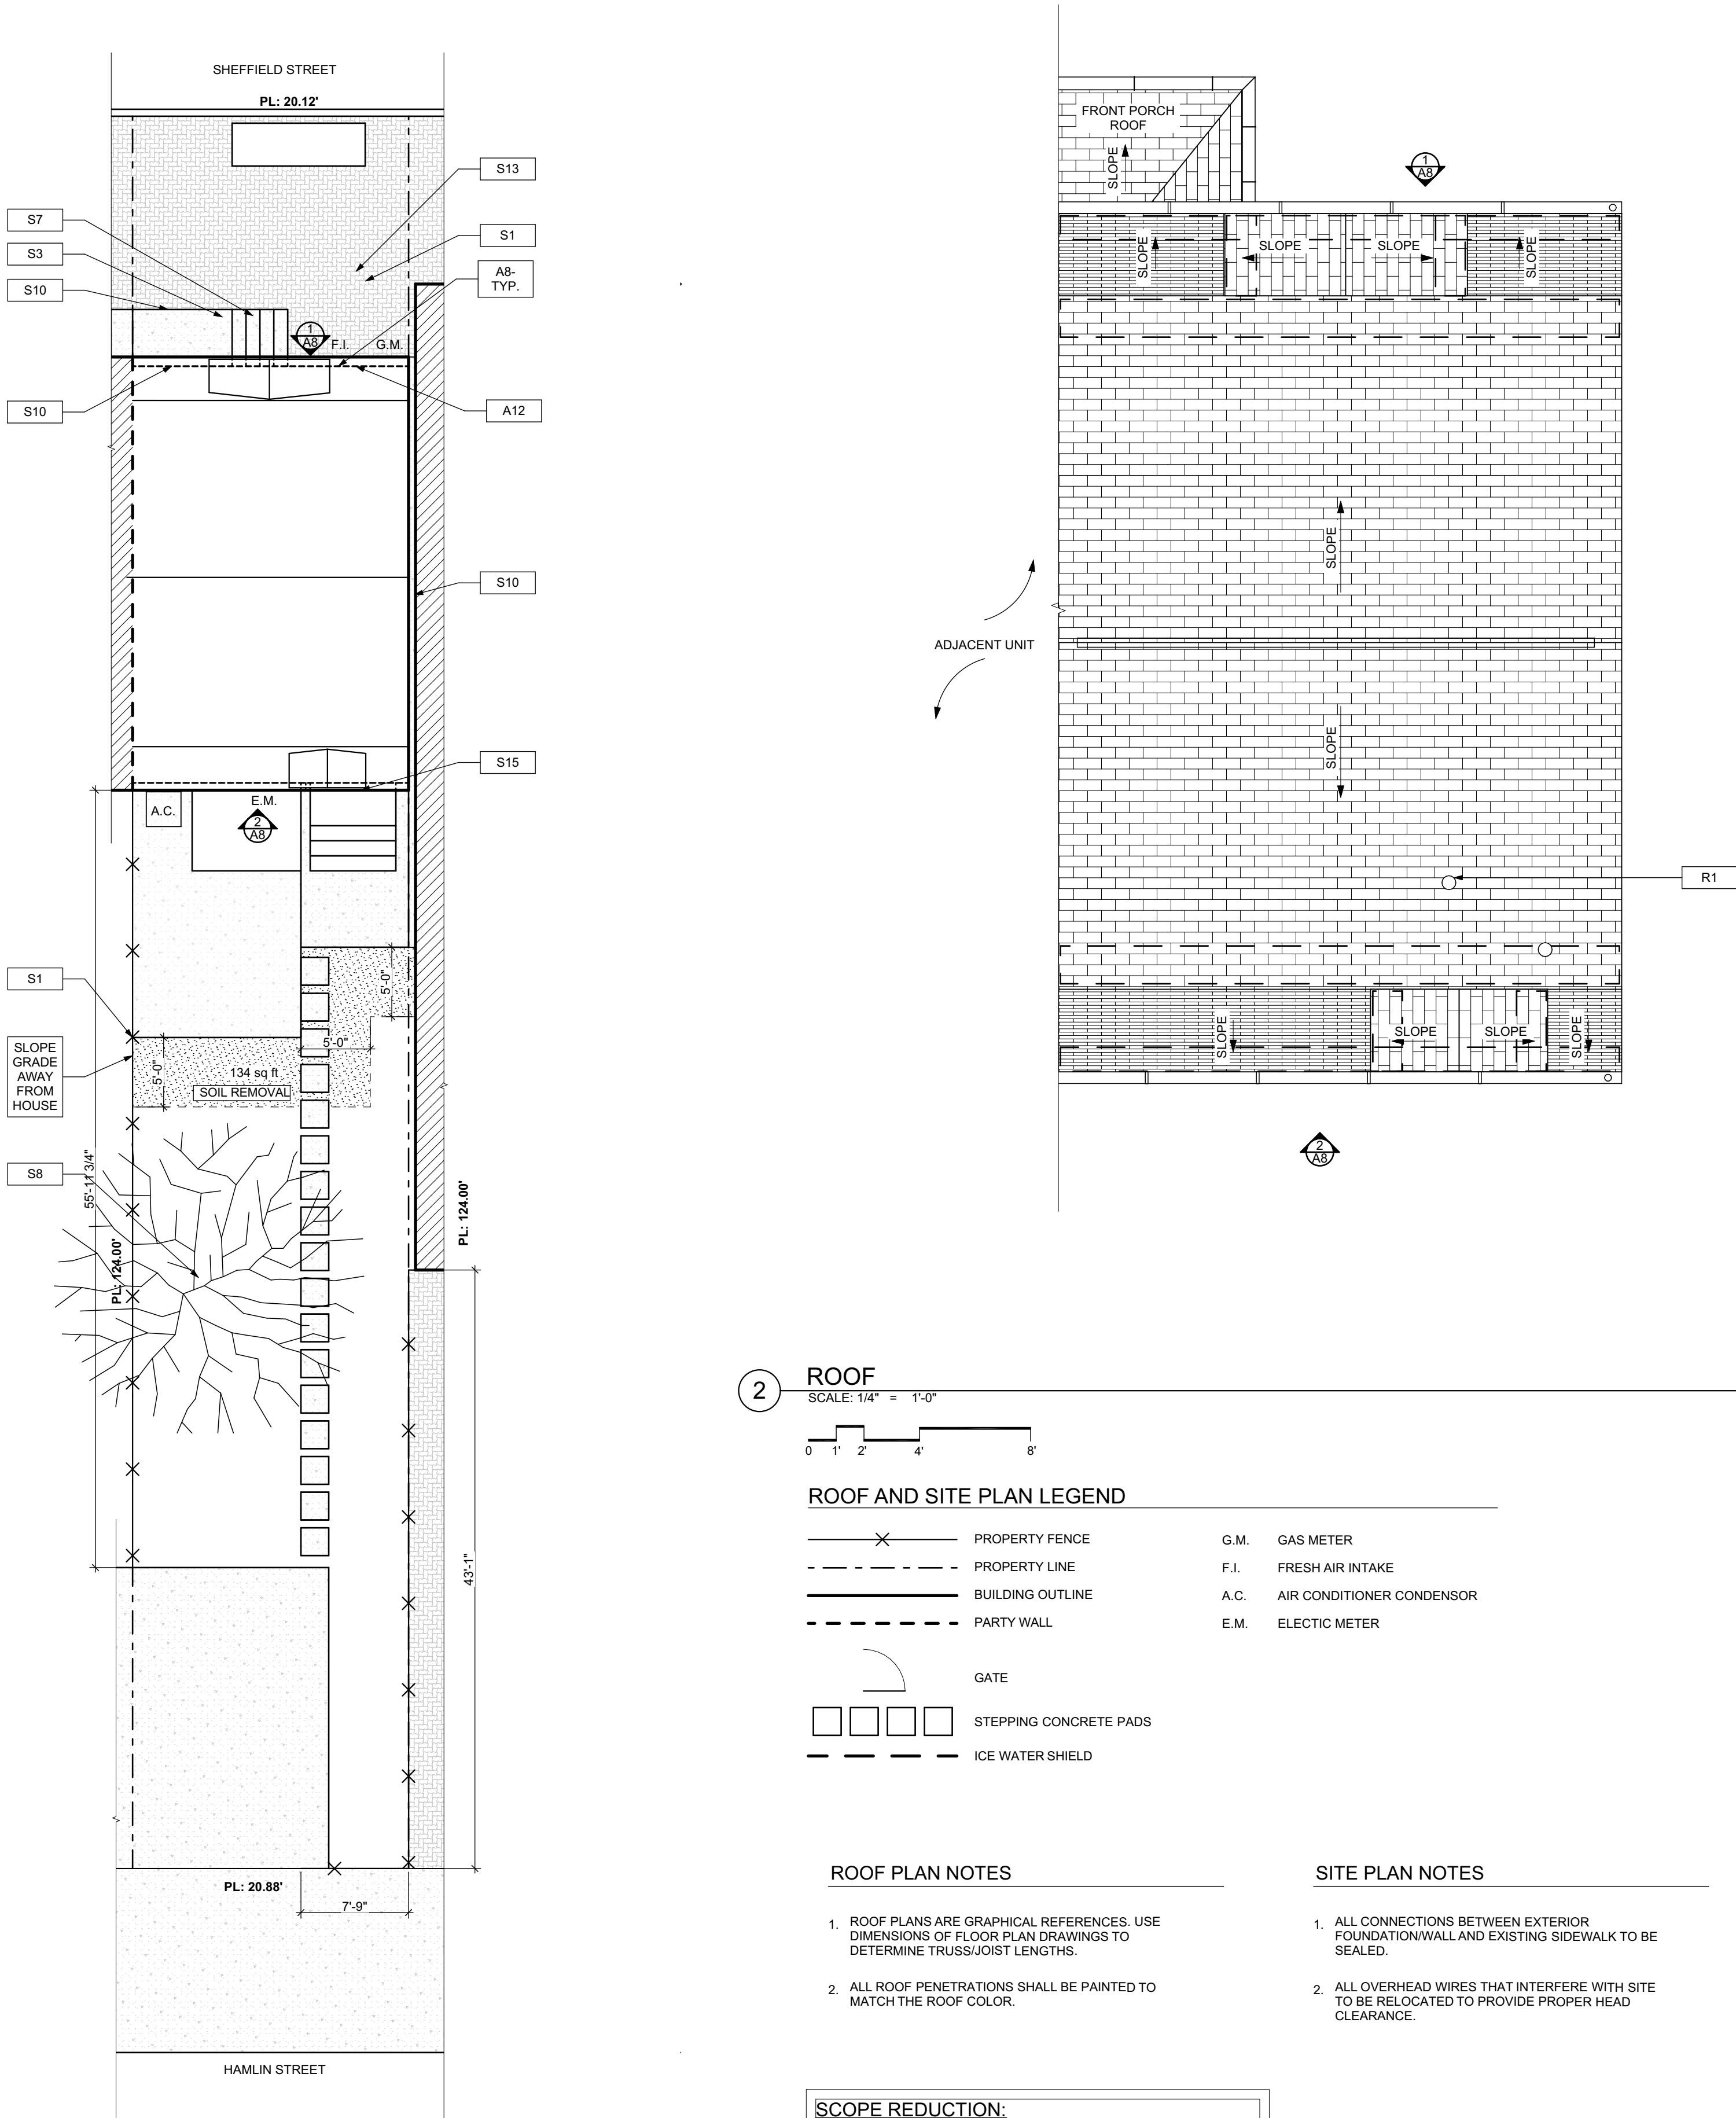 SHEFFIELD STREET
PL: 20.12'
S13
S7
S1
S3
A8-
TYP.
S10
1
A8
F.I.
G.M.
S10
A12
S10
S15
A.C.
E.M.
2
A8
S1
5'-0"
SLOPE
GRADE
AWAY
FROM
HOUSE
5'-0"
5'-0"
134 sq ft
SOIL REMOVAL
S8
55'-11 3/4"
PL: 124.00'
PL: 124.00'
43'-1"
PL: 20.88'
7'-9"
HAMLIN STREET
FRONT PORCH
ROOF
SLOPE
1
A8
SLOPE
SLOPE
SLOPE
SLOPE
SLOPE
ADJACENT UNIT
SLOPE
R1
SLOPE
SLOPE
SLOPE
SLOPE
2
A8
2
ROOF
SCALE: 1/4" = 1'-0"
0 1' 2' 4' 8'
ROOF AND SITE PLAN LEGEND
PROPERTY FENCE
PROPERTY LINE
BUILDING OUTLINE
PARTY WALL
GATE
STEPPING CONCRETE PADS
ICE WATER SHIELD
G.M. GAS METER
F.I. FRESH AIR INTAKE
A.C. AIR CONDITIONER CONDENSOR
E.M. ELECTIC METER
ROOF PLAN NOTES
1. ROOF PLANS ARE GRAPHICAL REFERENCES. USE
DIMENSIONS OF FLOOR PLAN DRAWINGS TO
DETERMINE TRUSS/JOIST LENGTHS.
2. ALL ROOF PENETRATIONS SHALL BE PAINTED TO
MATCH THE ROOF COLOR.
SITE PLAN NOTES
1. ALL CONNECTIONS BETWEEN EXTERIOR
FOUNDATION/WALL AND EXISTING SIDEWALK TO BE
SEALED.
2. ALL OVERHEAD WIRES THAT INTERFERE WITH SITE
TO BE RELOCATED TO PROVIDE PROPER HEAD
CLEARANCE.
SCOPE REDUCTION: